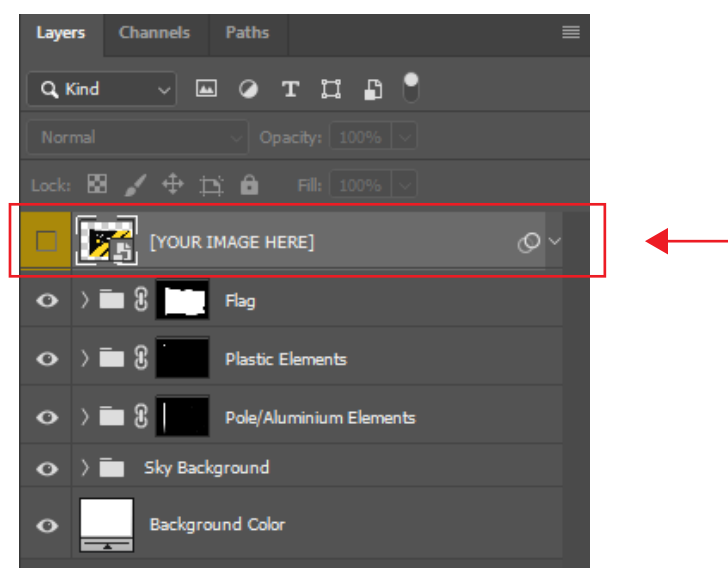 Layers Channels Paths
Kind
Normal Opacity: 100%
Lock: Fill: 100%
[YOUR IMAGE HERE]
Flag
Plastic Elements
Pole/Aluminium Elements
Sky Background
Background Color